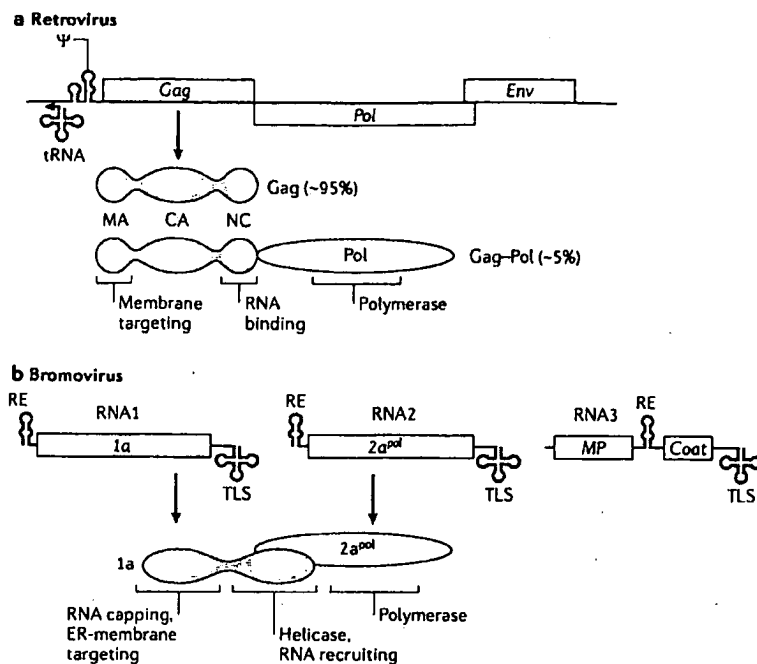 a Retrovirus
Ψ
Gag
Env
Pol
tRNA
Gag (~95%)
MA CA NC
Pol
Gag–Pol (~5%)
Membrane
targeting
RNA
binding
Polymerase
b Bromovirus
RE
RNA1
RE
RNA2
RNA3
RE
1a
2a^pol
MP
Coat
TLS
TLS
TLS
1a
2a^pol
RNA capping,
ER-membrane
targeting
Helicase,
RNA recruiting
Polymerase